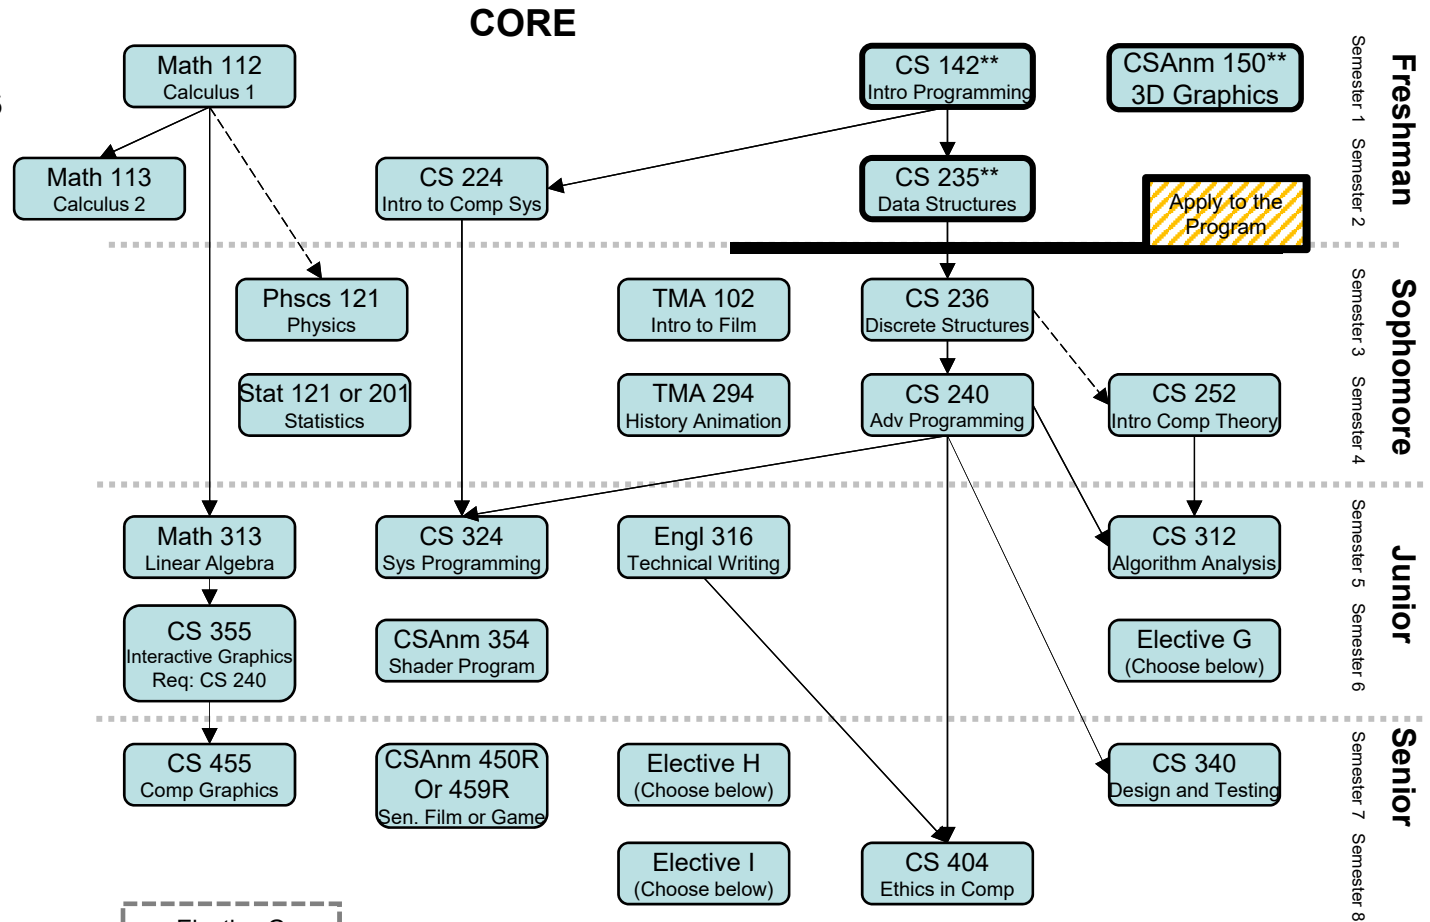 CORE
Math 112
Calculus 1
CS 142**
Intro Programming
CSAnm 150**
3D Graphics
Semester 1
Freshman
Math 113
Calculus 2
CS 224
Intro to Comp Sys
CS 235**
Data Structures
Apply to the
Program
Semester 2
Phscs 121
Physics
TMA 102
Intro to Film
CS 236
Discrete Structures
Semester 3
Sophomore
Stat 121 or 201
Statistics
TMA 294
History Animation
CS 240
Adv Programming
CS 252
Intro Comp Theory
Semester 4
Math 313
Linear Algebra
CS 324
Sys Programming
Engl 316
Technical Writing
CS 312
Algorithm Analysis
Semester 5
Junior
CS 355
Interactive Graphics
Req: CS 240
CSAnm 354
Shader Program
Elective G
(Choose below)
Semester 6
CS 455
Comp Graphics
CSAnm 450R
Or 459R
Sen. Film or Game
Elective H
(Choose below)
CS 340
Design and Testing
Semester 7
Senior
Elective I
(Choose below)
CS 404
Ethics in Comp
Semester 8